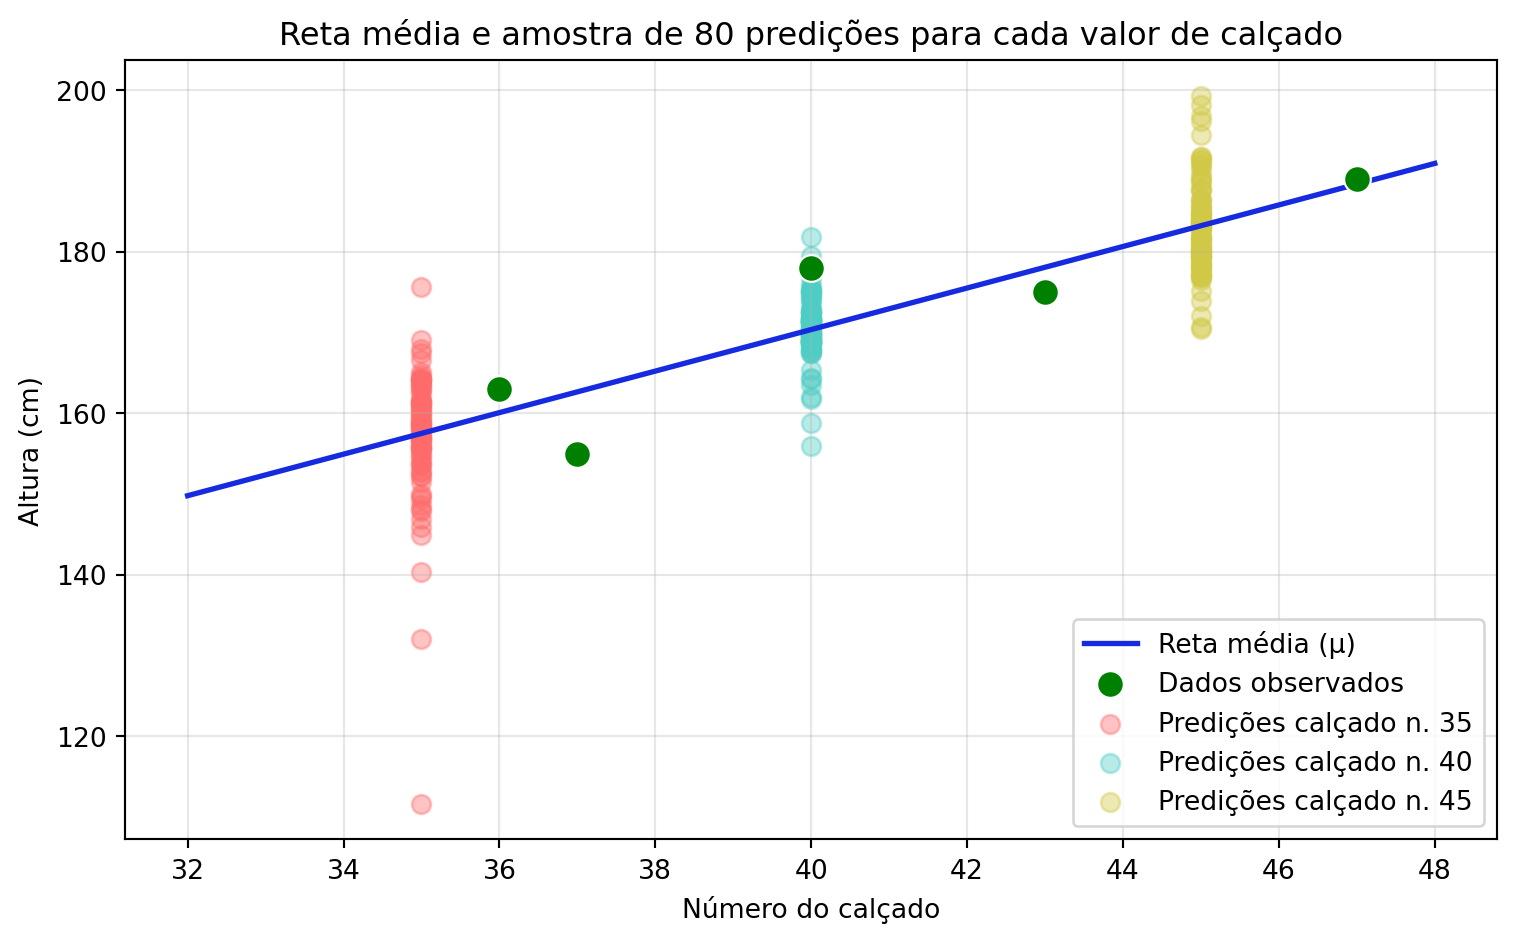 Reta média e amostra de 80 predições para cada valor de calçado
200
180
160
140
120
Altura (cm)
32 34 36 38 40 42 44 46 48
Número do calçado
Reta média (μ)
Dados observados
Predições calçado n. 35
Predições calçado n. 40
Predições calçado n. 45